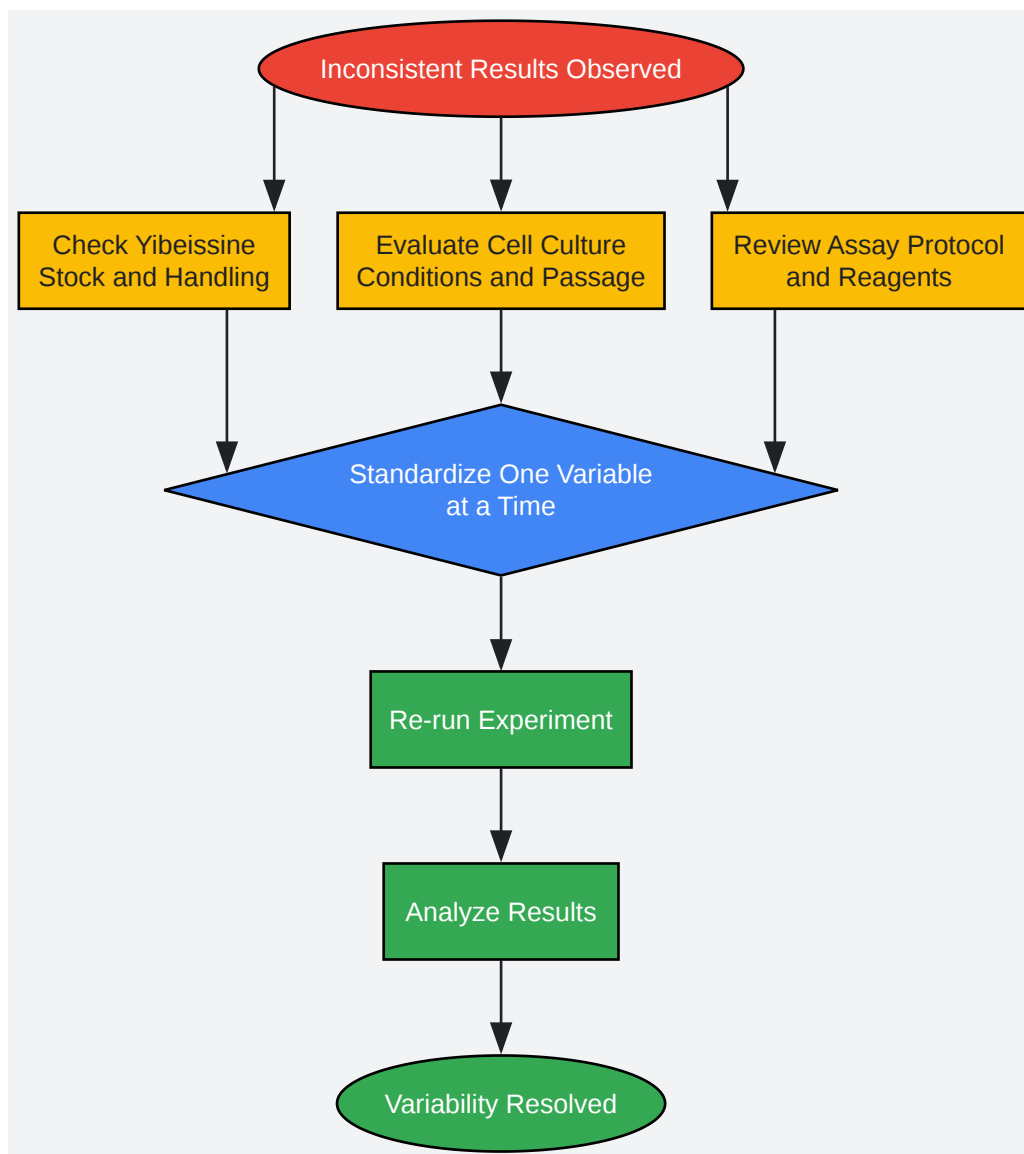 Inconsistent Results Observed
Check Yibeissine
Stock and Handling
Evaluate Cell Culture
Conditions and Passage
Review Assay Protocol
and Reagents
Standardize One Variable
at a Time
Re-run Experiment
Analyze Results
Variability Resolved